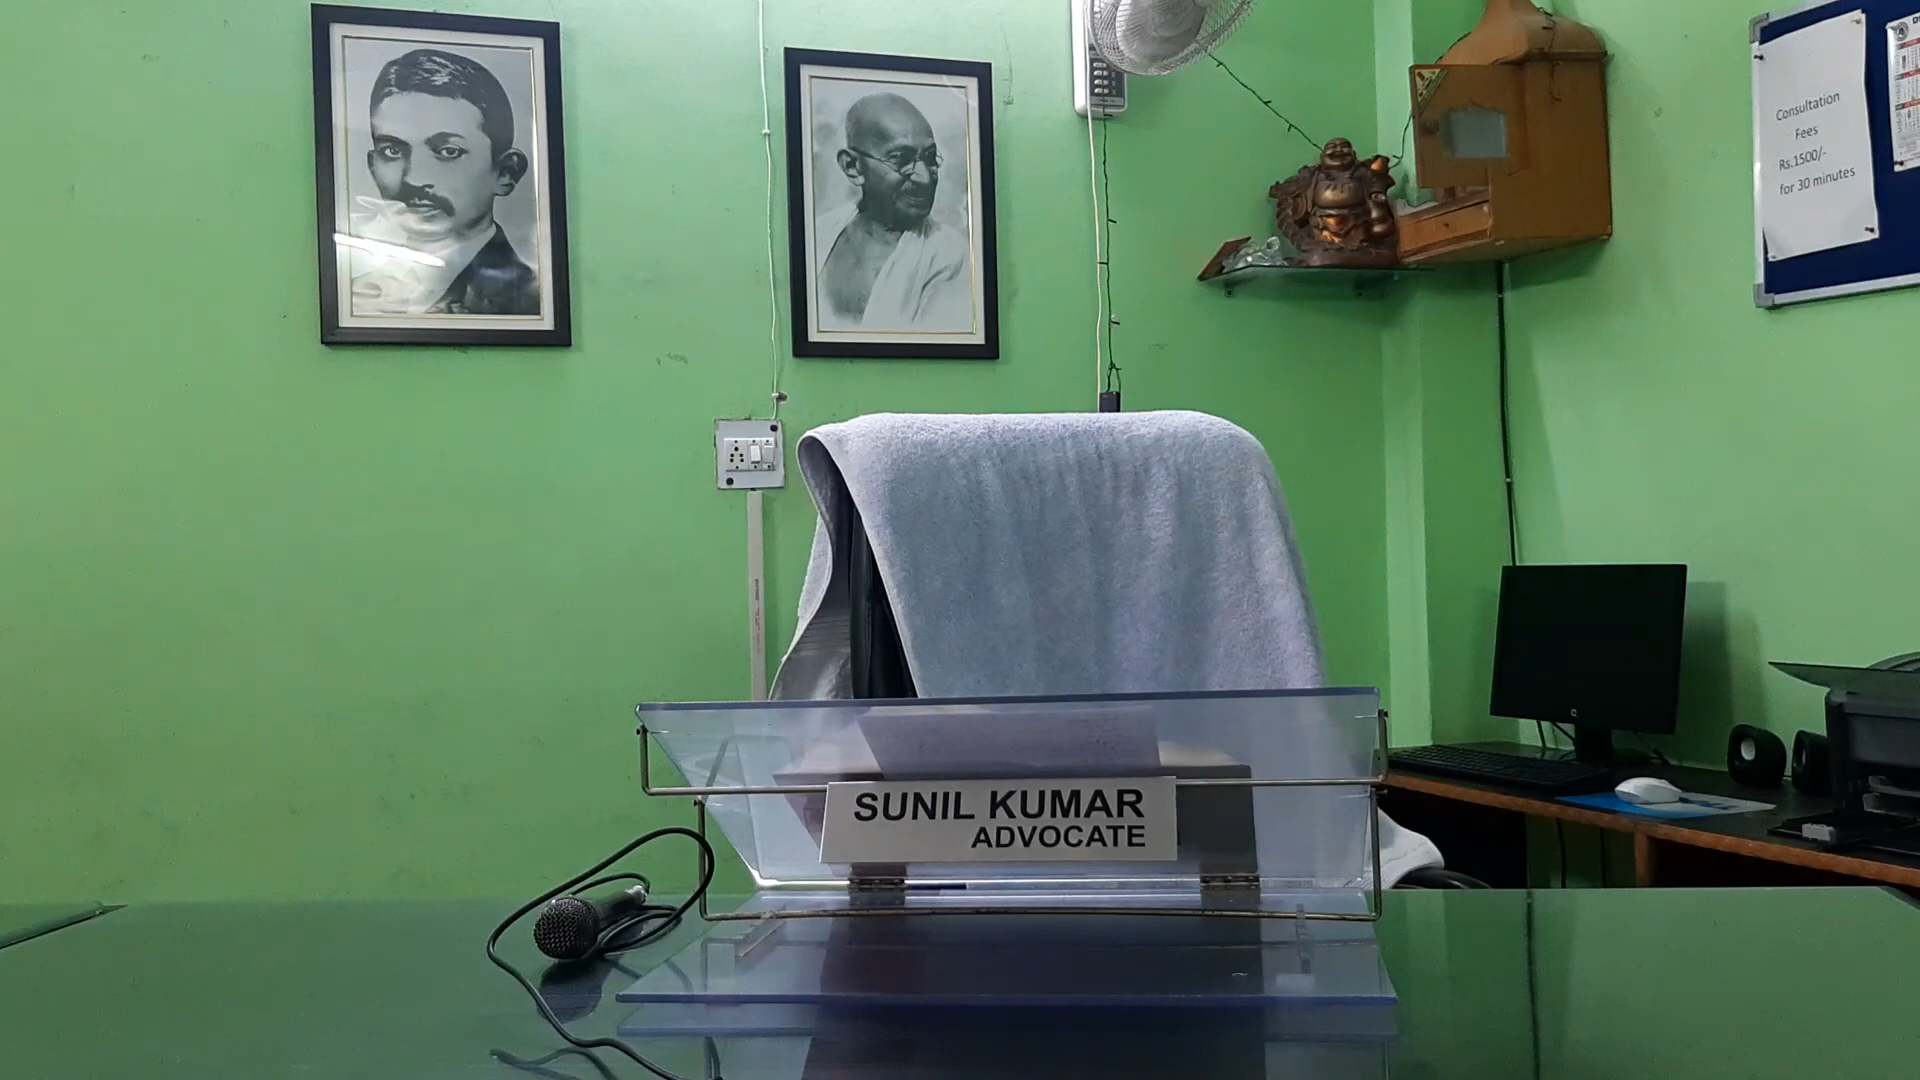 Consultation
Fees
Rs.1500/-
for 30 minutes
SUNIL KUMAR
ADVOCATE